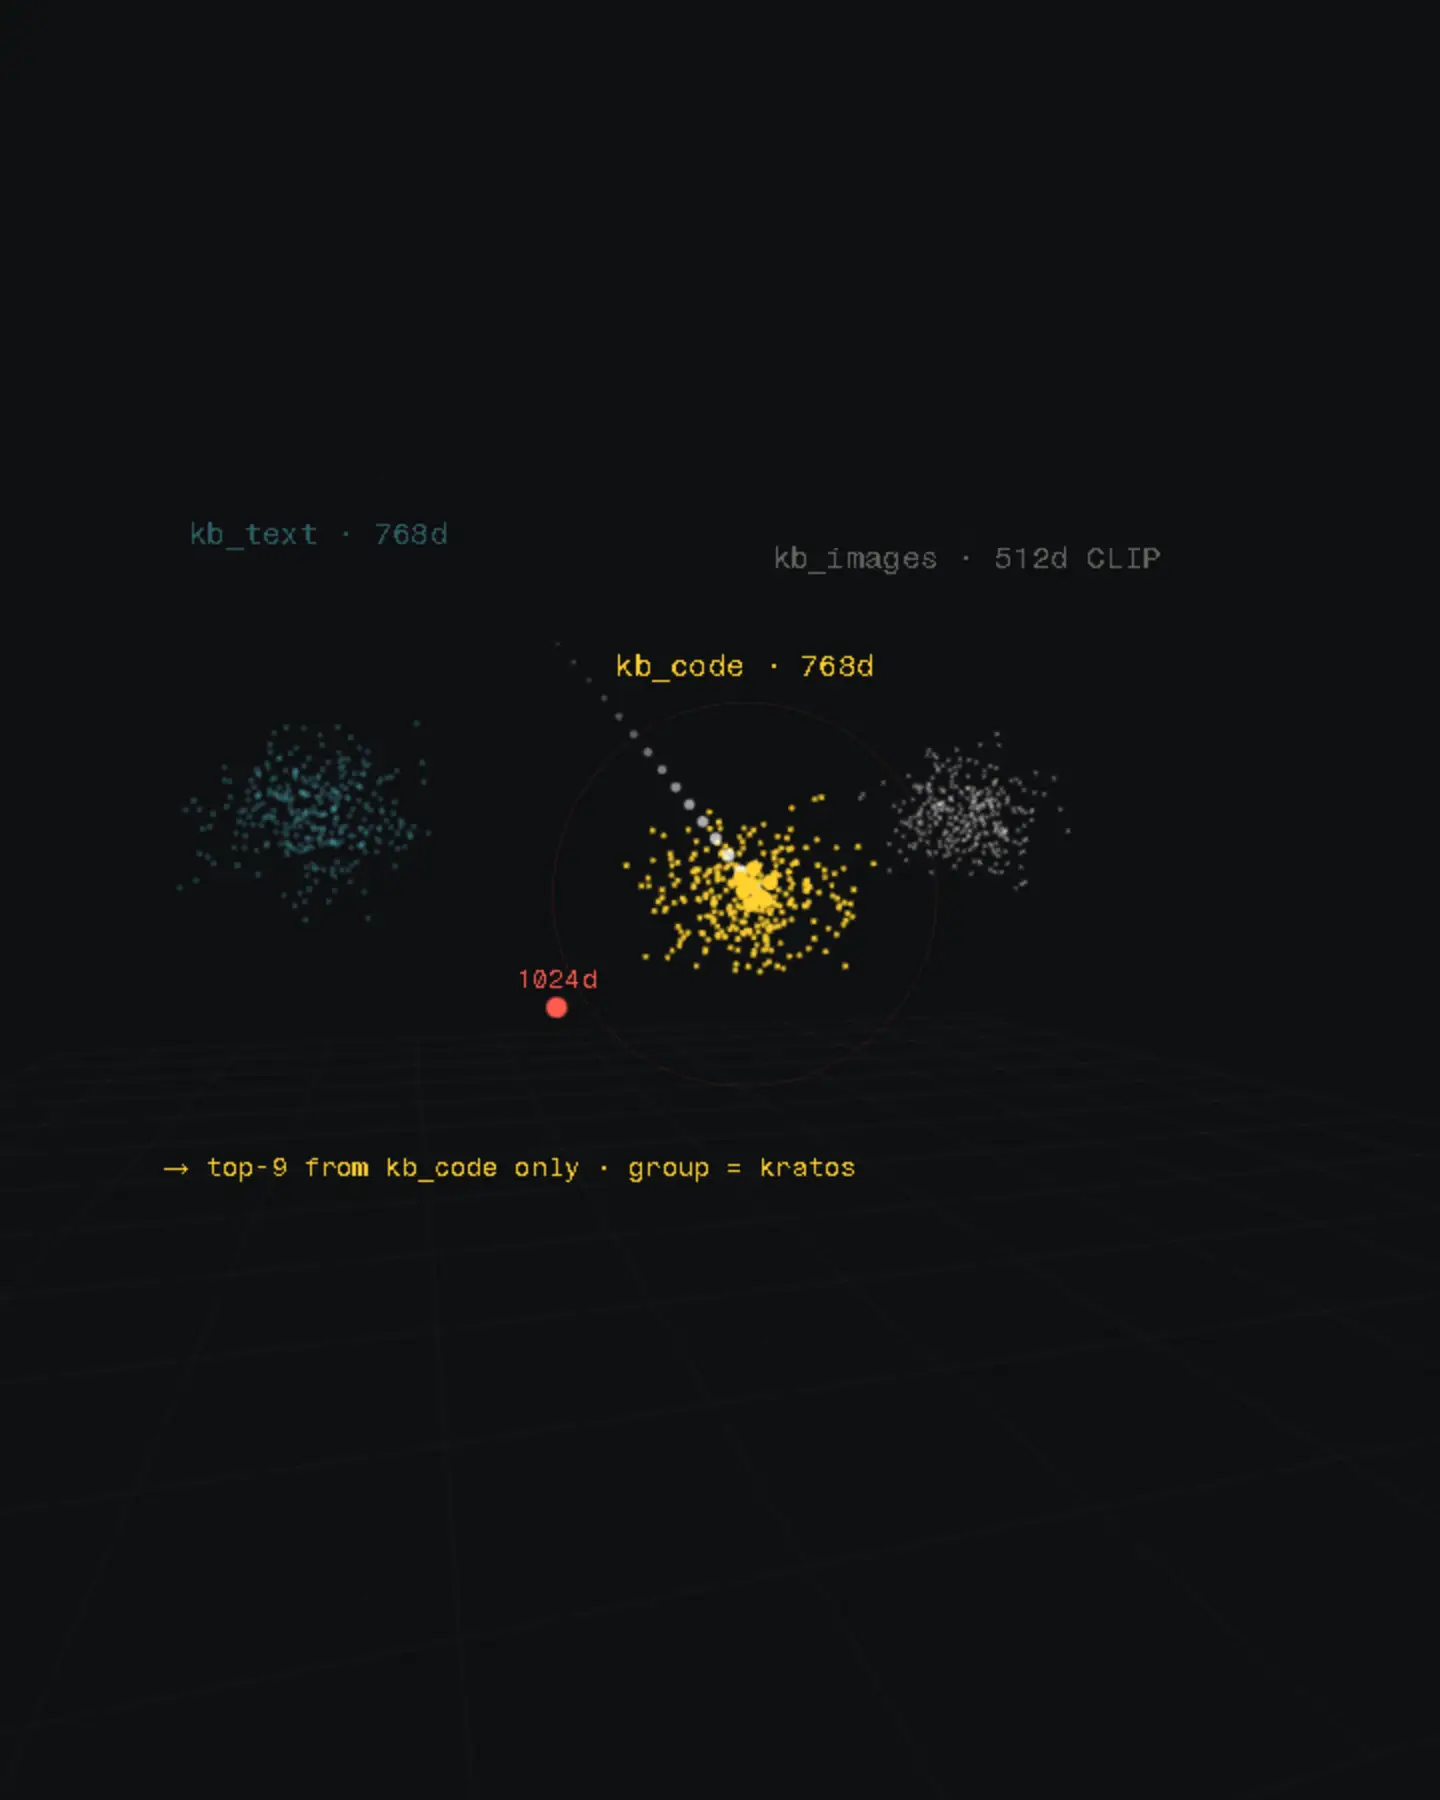 kb_text · 768d
kb_images · 512d CLIP
kb_code · 768d
1024d
→ top-9 from kb_code only · group = kratos